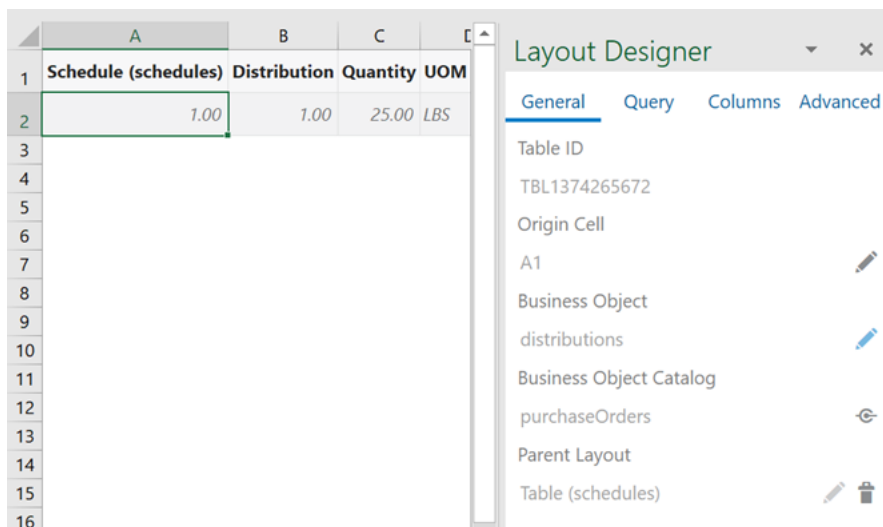 A B C D
1 Schedule (schedules) Distribution Quantity UOM
2 1.00 1.00 25.00 LBS
3
4
5
6
7
8
9
10
11
12
13
14
15
16
Layout Designer
General Query Columns Advanced
Table ID
TBL1374265672
Origin Cell
A1
Business Object
distributions
Business Object Catalog
purchaseOrders
Parent Layout
Table (schedules)